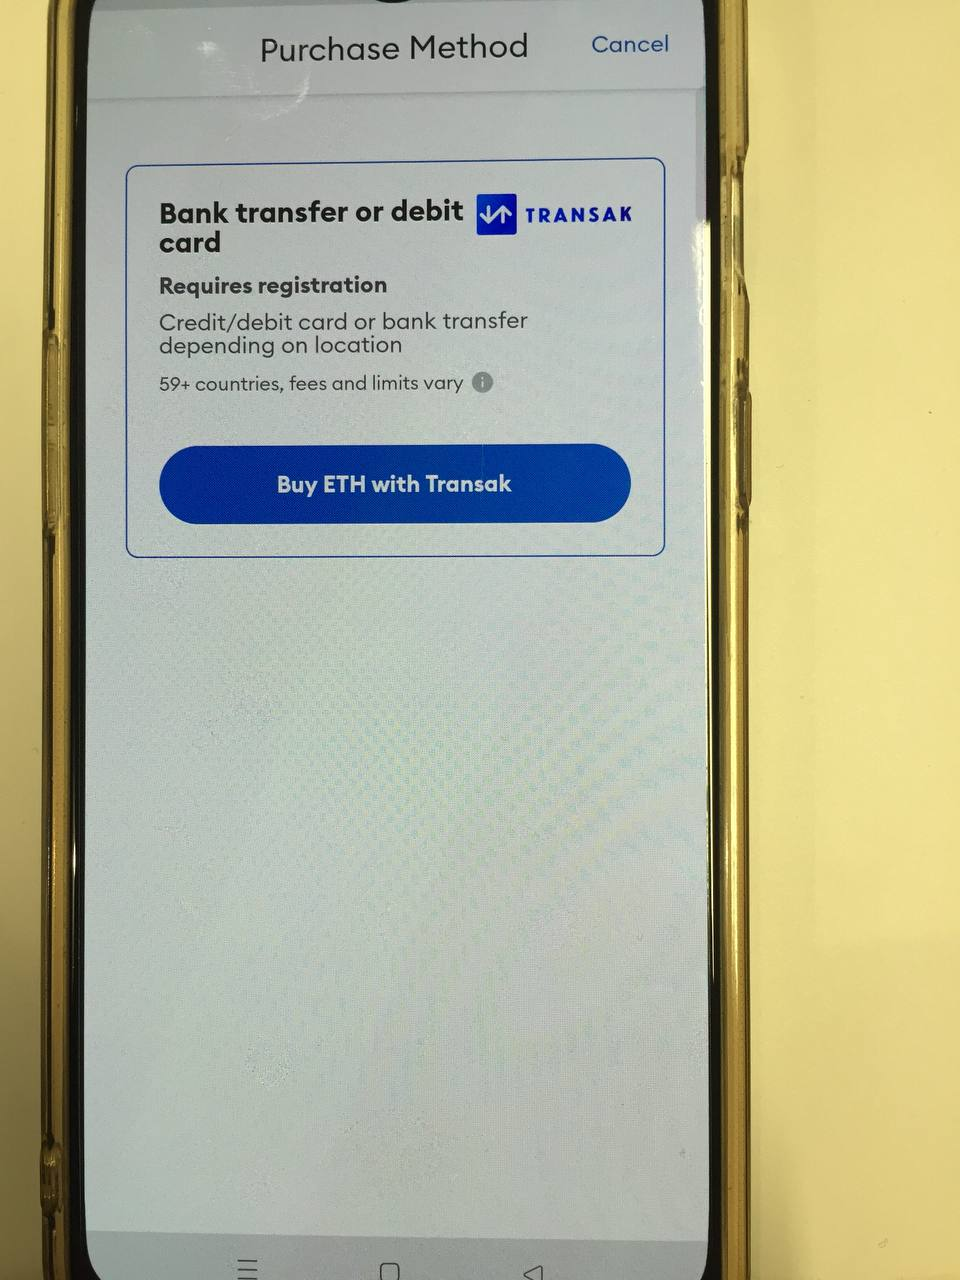 Purchase Method
Cancel
Bank transfer or debit
card
TRANSAK
Requires registration
Credit/debit card or bank transfer
depending on location
59+ countries, fees and limits vary
Buy ETH with Transak